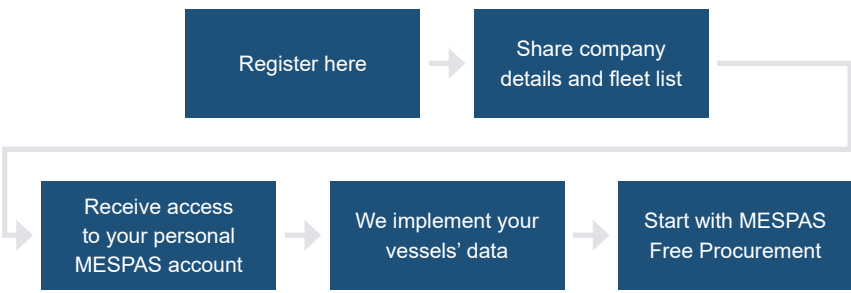 Register here
Share company
details and fleet list
Receive access
to your personal
MESPAS account
We implement your
vessels’ data
Start with MESPAS
Free Procurement